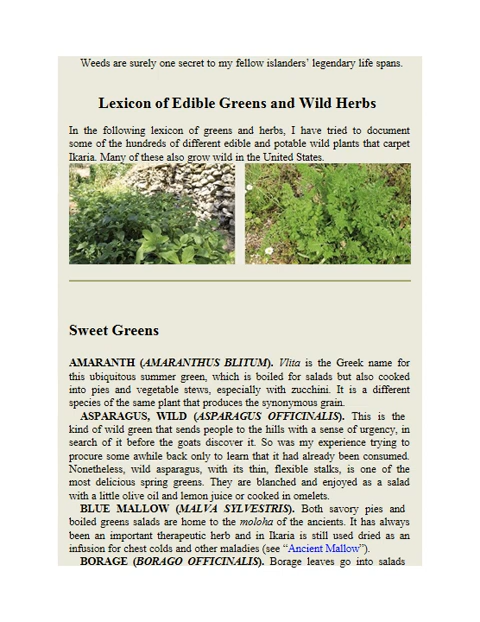 Weeds are surely one secret to my fellow islanders’ legendary life spans.
Lexicon of Edible Greens and Wild Herbs
In the following lexicon of greens and herbs, I have tried to document
some of the hundreds of different edible and potable wild plants that carpet
Ikaria. Many of these also grow wild in the United States.
Sweet Greens
AMARANTH (AMARANTHUS BLITUM). Vlita is the Greek name for
this ubiquitous summer green, which is boiled for salads but also cooked
into pies and vegetable stews, especially with zucchini. It is a different
species of the same plant that produces the synonymous grain.
ASPARAGUS, WILD (ASPARAGUS OFFICINALIS). This is the
kind of wild green that sends people to the hills with a sense of urgency, in
search of it before the goats discover it. So was my experience trying to
procure some awhile back only to learn that it had already been consumed.
Nonetheless, wild asparagus, with its thin, flexible stalks, is one of the
most delicious spring greens. They are blanched and enjoyed as a salad
with a little olive oil and lemon juice or cooked in omelets.
BLUE MALLOW (MALVA SYLVESTRIS). Both savory pies and
boiled greens salads are home to the moloha of the ancients. It has always
been an important therapeutic herb and in Ikaria is still used dried as an
infusion for chest colds and other maladies (see “Ancient Mallow”).
BORAGE (BORAGO OFFICINALIS). Borage leaves go into salads